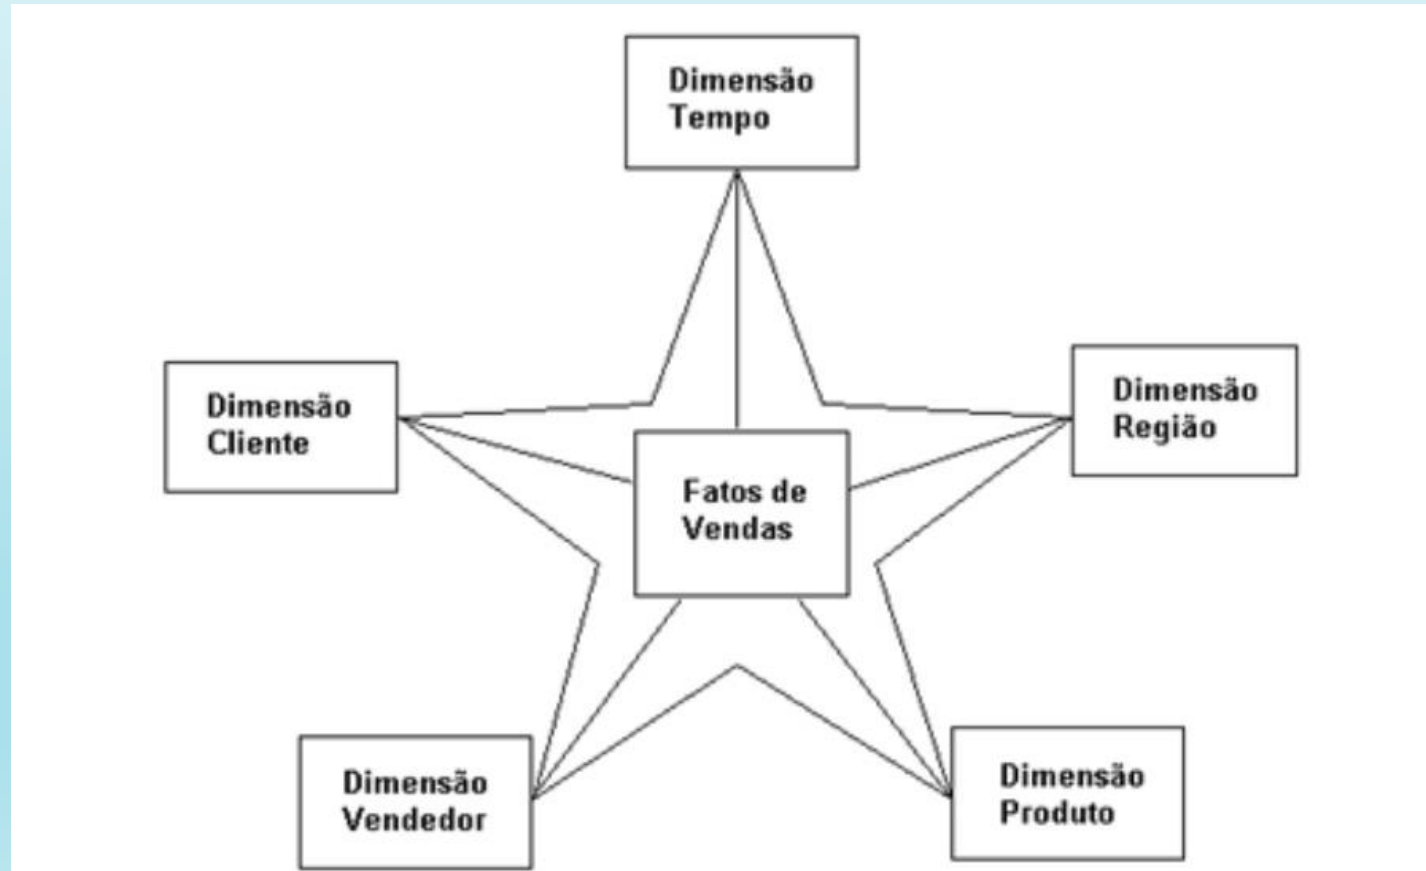 Dimensão
Tempo
Dimensão
Cliente
Dimensão
Região
Fatos de
Vendas
Dimensão
Vendedor
Dimensão
Produto